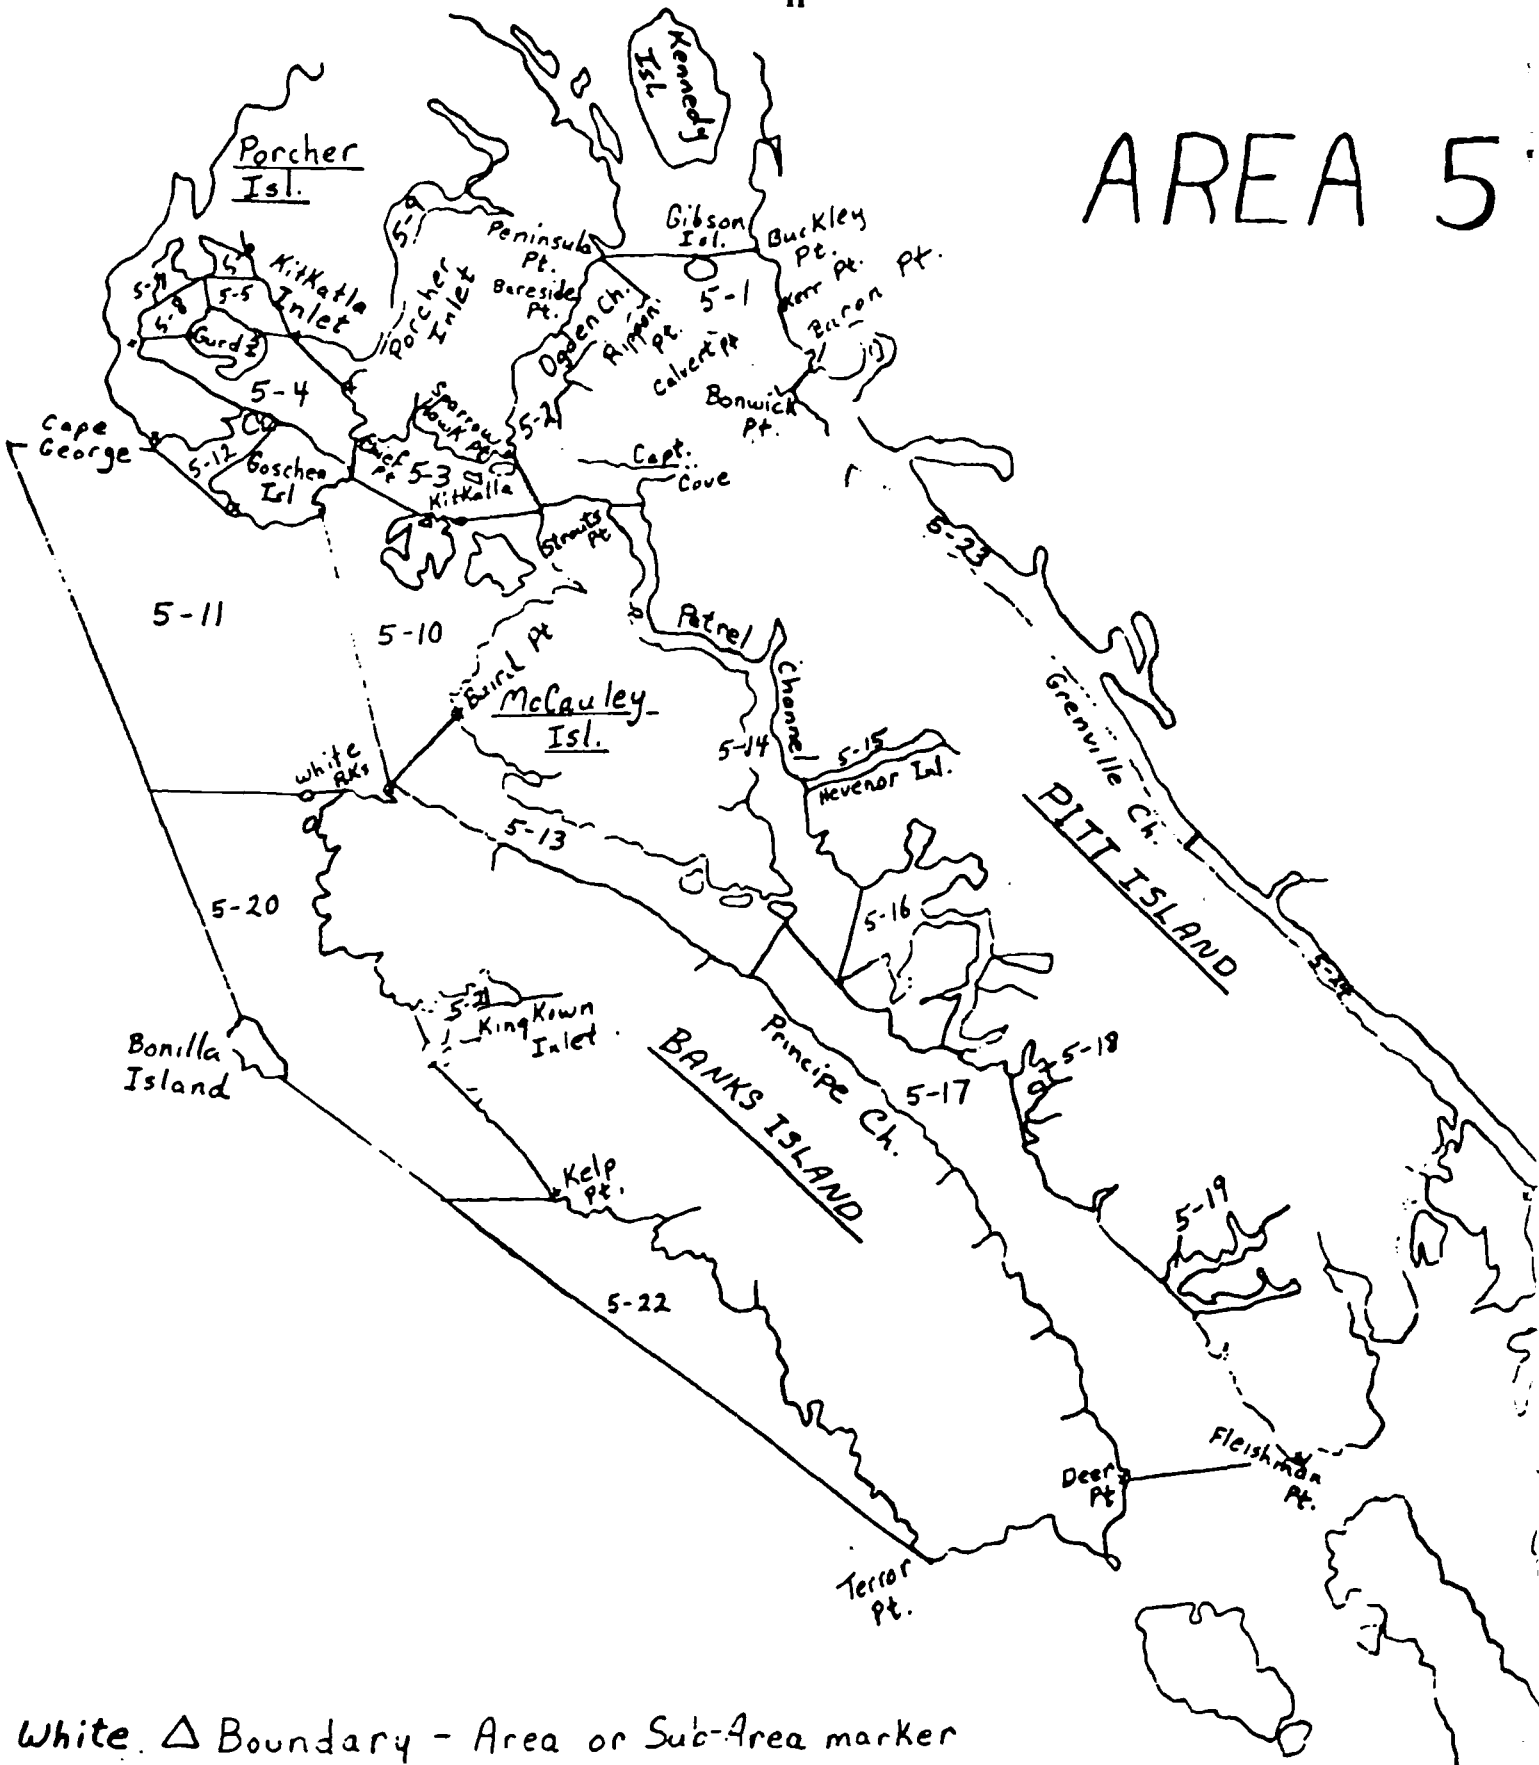 Kennedy
Isl
AREA 5
Porcher
Isl.
Gibson
Isl.
Buckley
Pt.
Peninsula
Pt.
Kerr Pt.
Baron Pt.
Bareside
Pt.
5-1
KitKatla
Inlet
5-5
5-8
Gurd I
Porcher
Inlet
Ogden Ch.
Rippon
Pt.
Calvert Pt
Bonwick
Pt.
5-4
5-2
Cape
George
5-12
Goschen
Isl
Pt
5-3
Kitkatla
Capt.
Cove
Strouts
Pt
5-23
5-11
5-10
Petrel
Channel
Baird Pt
McCauley
Isl.
5-14
5-15
Hevenor Inl.
Grenville Ch.
White
RKs
5-13
PITT ISLAND
5-20
5-16
5-24
5-21
KingKown
Inlet
Bonilla
Island
BANKS ISLAND
Principe Ch.
5-18
5-17
Kelp
Pt.
5-19
5-22
Fleishman
Pt.
Deer
Pt
Terror
Pt.
White △ Boundary - Area or Sub-Area marker